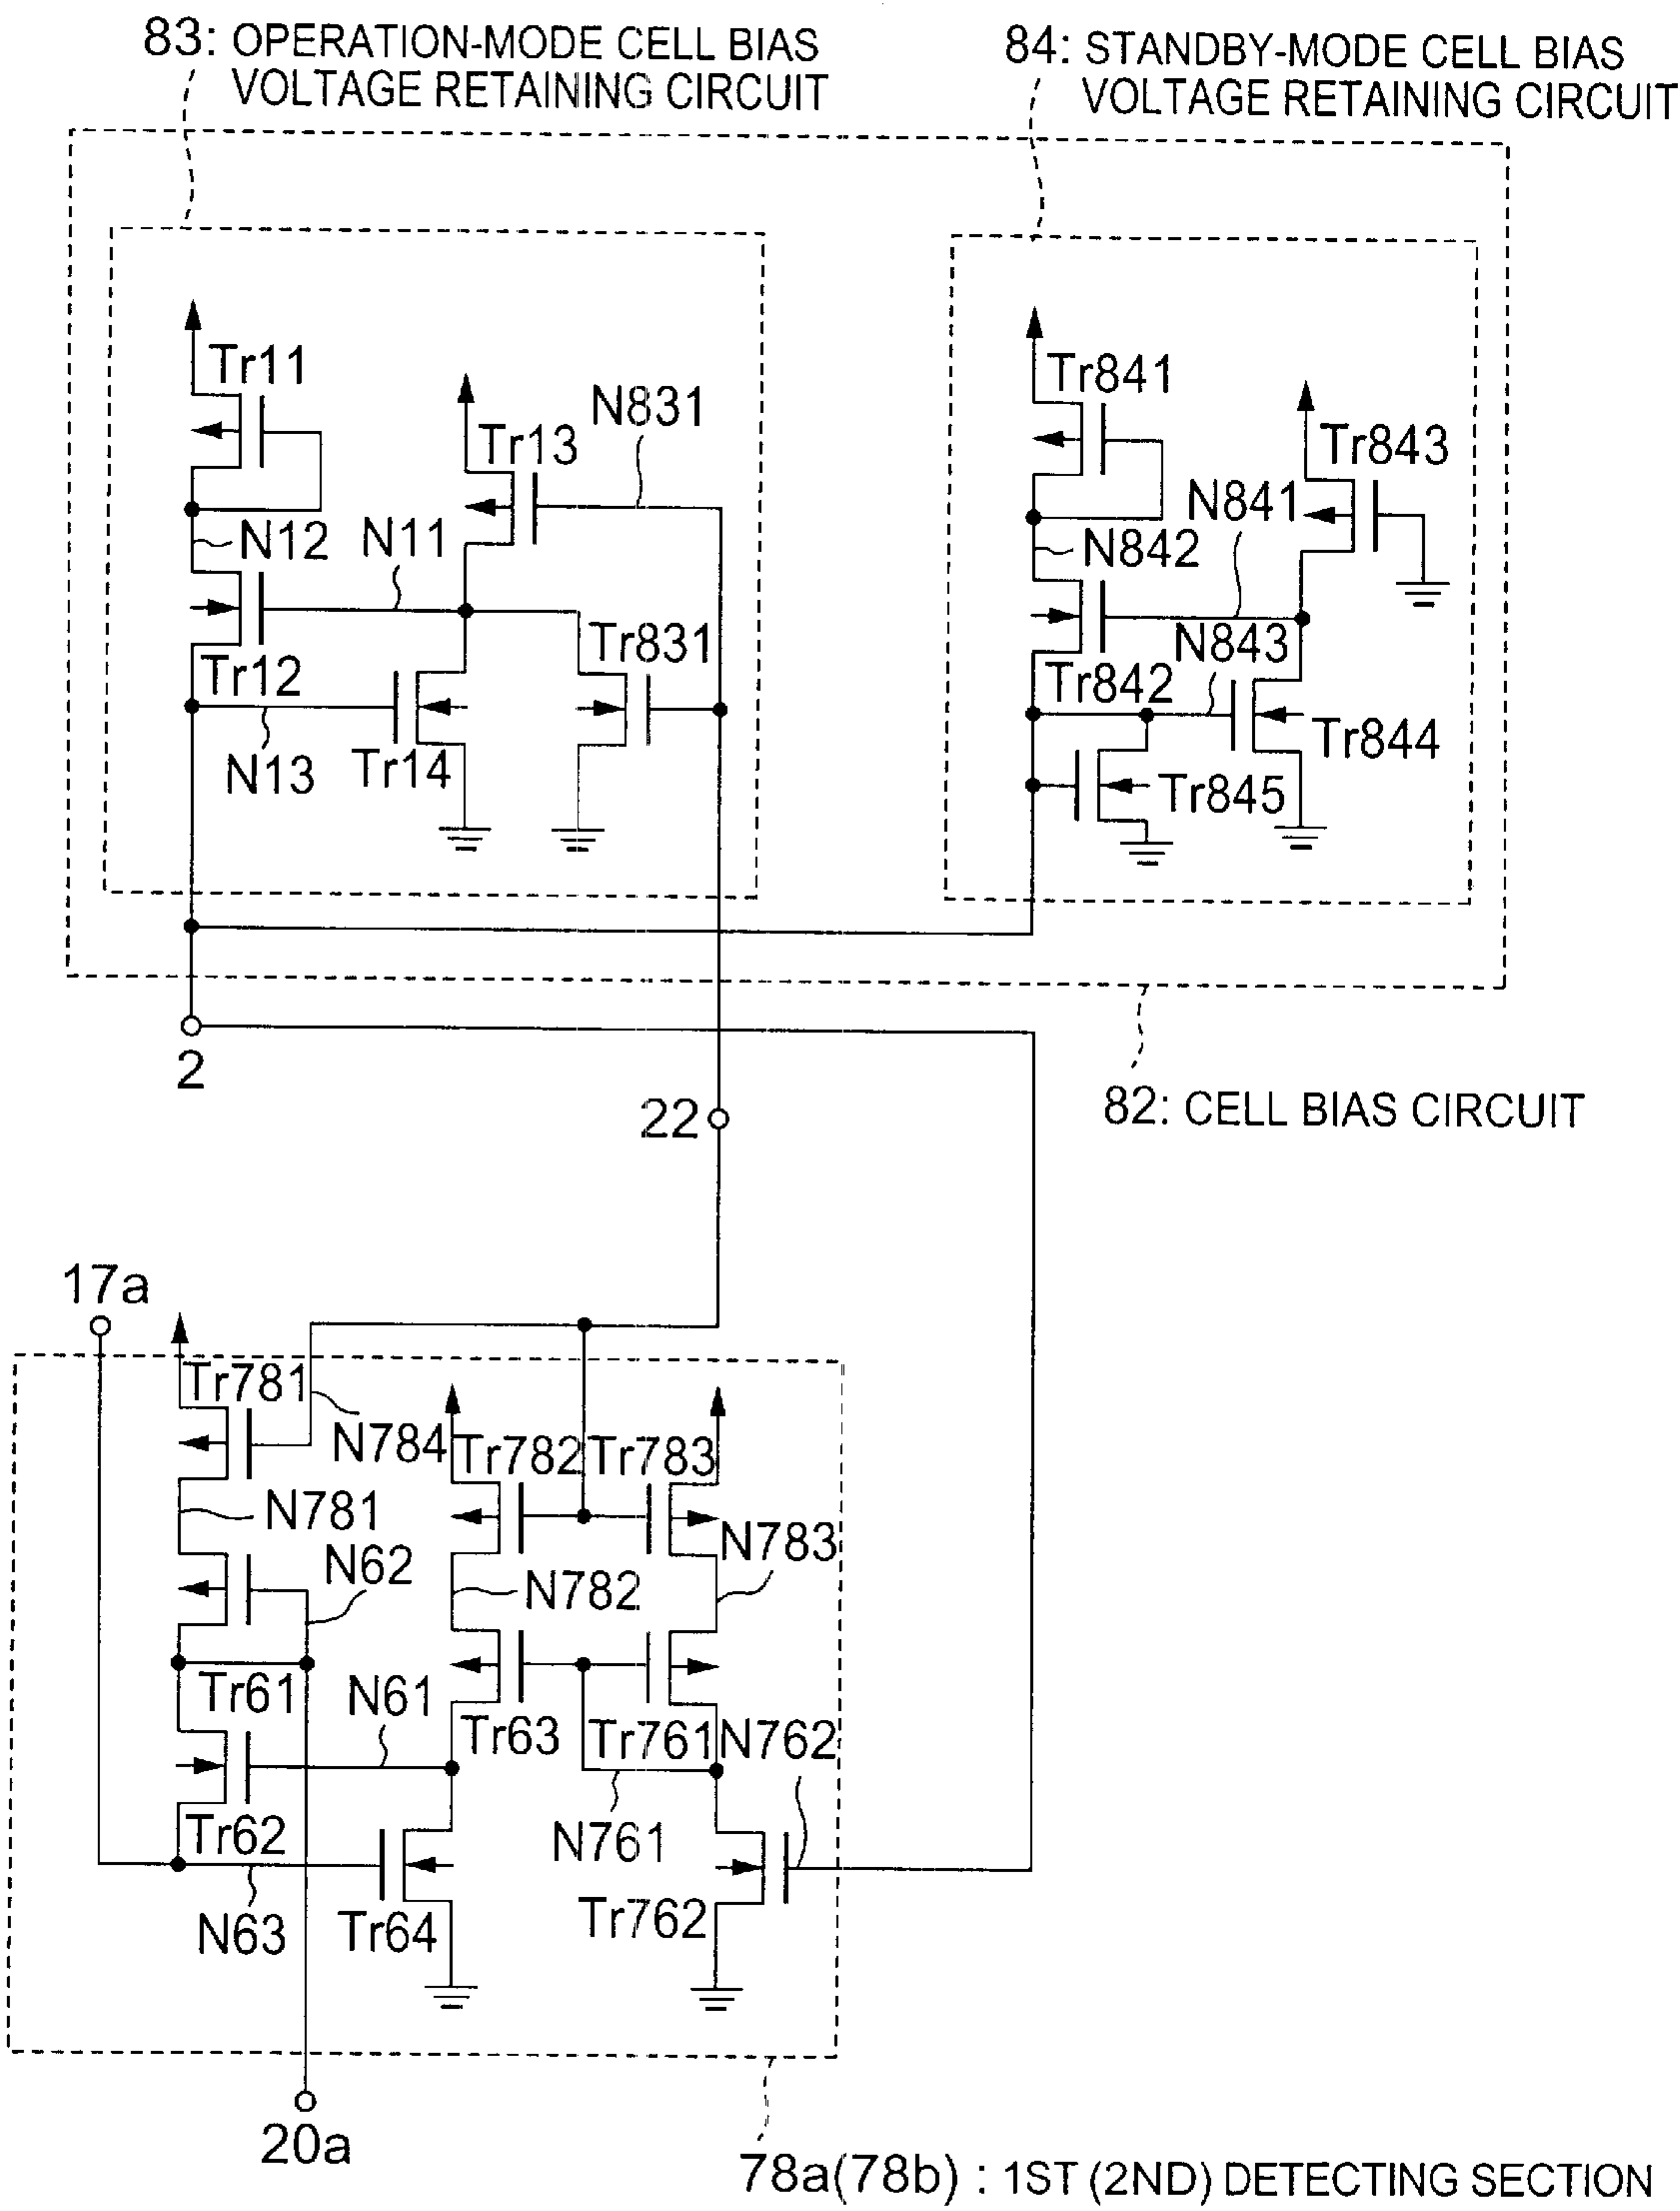 83: OPERATION-MODE CELL BIAS
VOLTAGE RETAINING CIRCUIT
84: STANDBY-MODE CELL BIAS
VOLTAGE RETAINING CIRCUIT
Tr11
Tr13
N831
N12
N11
Tr12
Tr831
N13
Tr14
Tr841
Tr843
N841
N842
N843
Tr842
Tr844
Tr845
2
22
82: CELL BIAS CIRCUIT
17a
Tr781
N784
Tr782
Tr783
N781
N783
N62
N782
Tr61
N61
Tr63
Tr761
N762
Tr62
N761
N63
Tr64
Tr762
20a
78a(78b) : 1ST (2ND) DETECTING SECTION